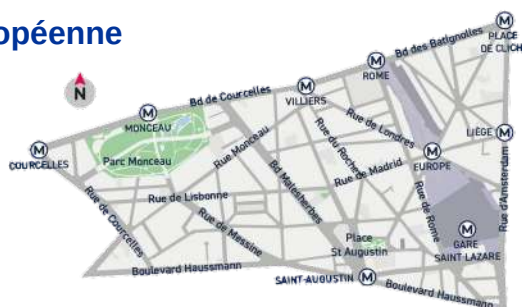 opéenne
M
PLACE
DE CLICH
Bd des Batignolles
M
ROME
N
Bd de Courcelles
M
VILLIERS
M
MONCEAU
Rue de Londres
M
LIÈGE
M
COURCELLES
Parc Monceau
Rue Monceau
Rue du Roche
Rue de Madrid
M
EUROPE
Bd Malesherbes
Rue d'Amsterdam
Rue de Lisbonne
Rue de Courcelles
Rue de Messine
Rue de Rome
Place
St Augustin
M
GARE
SAINT LAZARE
Boulevard Haussmann
SAINT-AUGUSTIN
M
Boulevard Haussmann